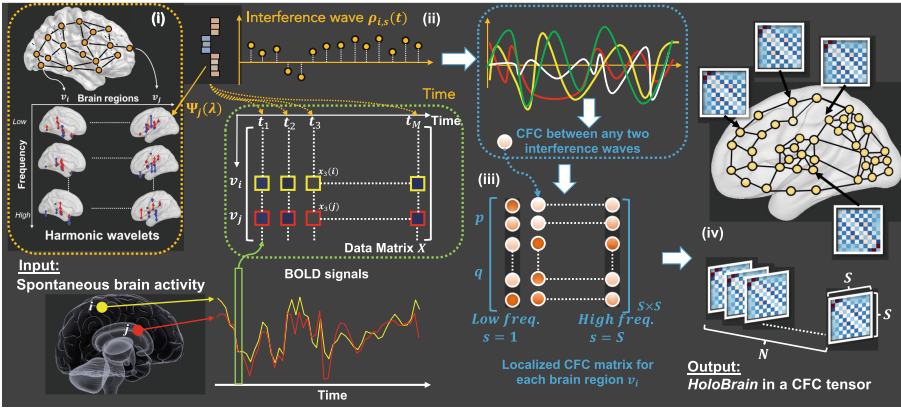 (i)
v_i Brain regions v_j
Low
Frequency
High
Harmonic wavelets
Ψ_j(λ)
Interference wave ρ_{i,s}(t)
(ii)
Time
t_1 t_2 t_3 t_M Time
v_i
x_3(i)
v_j
x_3(j)
Data Matrix X
BOLD signals
Input:
Spontaneous brain activity
i
j
Time
CFC between any two
interference waves
(iii)
p
q
S×S
Low freq. High freq.
s = 1 s = S
Localized CFC matrix for
each brain region v_i
(iv)
S
S
N
Output:
HoloBrain in a CFC tensor